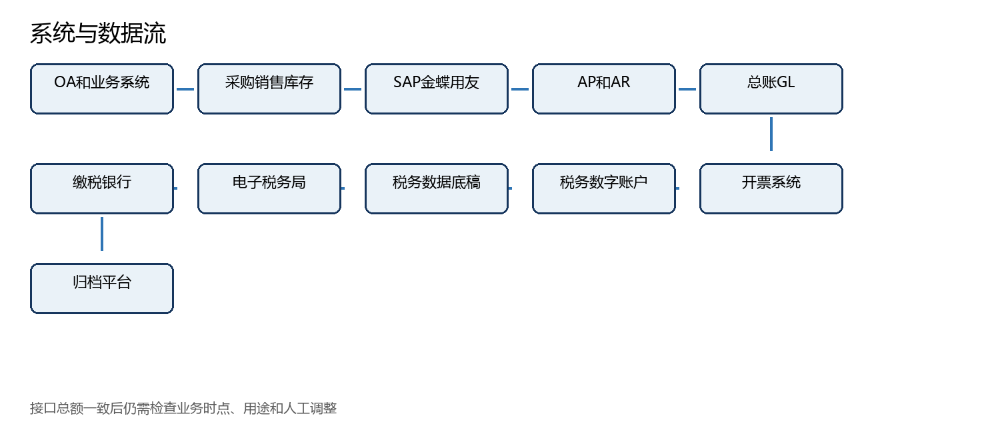 系统与数据流
OA和业务系统
采购销售库存
SAP金蝶用友
AP和AR
总账GL
缴税银行
电子税务局
税务数据底稿
税务数字账户
开票系统
归档平台
接口总额一致后仍需检查业务时点、用途和人工调整